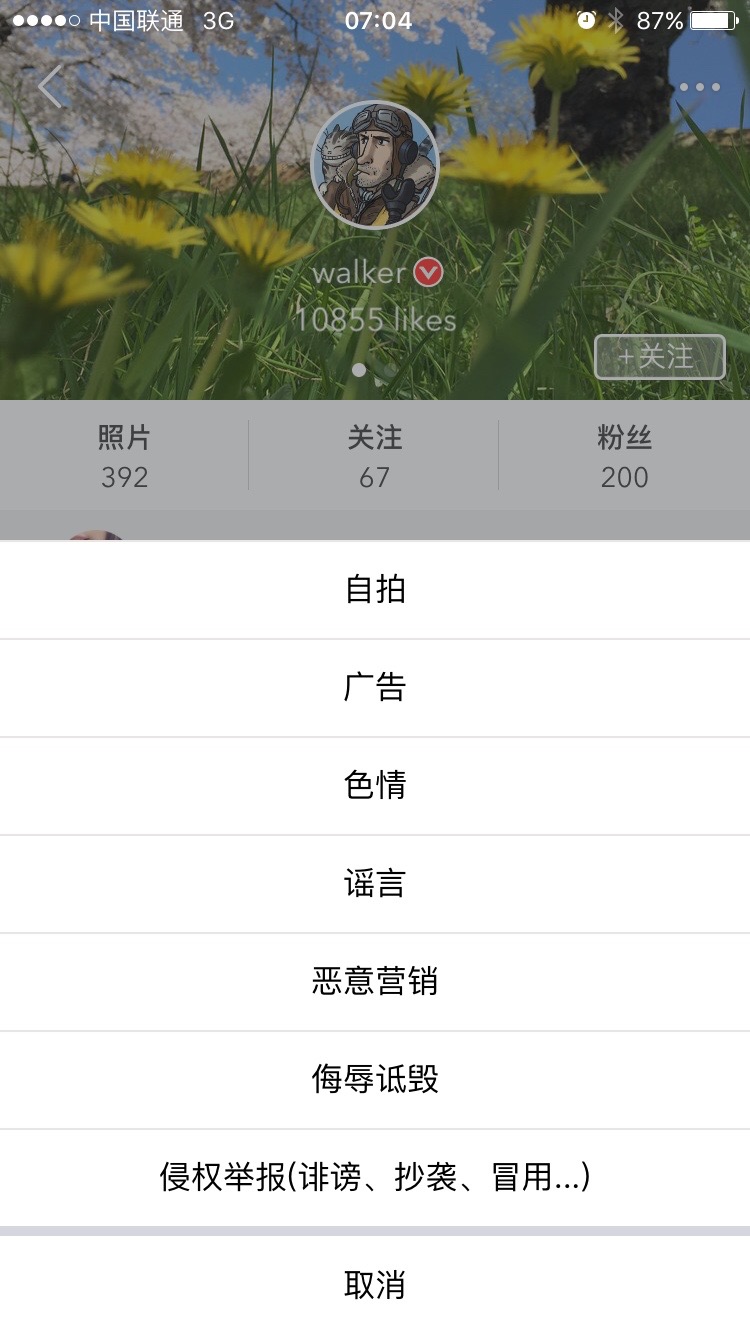 中国联通 3G 07:04 87%
walker
10855 likes
+关注
照片 关注 粉丝
392 67 200
自拍
广告
色情
谣言
恶意营销
侮辱诋毁
侵权举报(诽谤、抄袭、冒用...)
取消